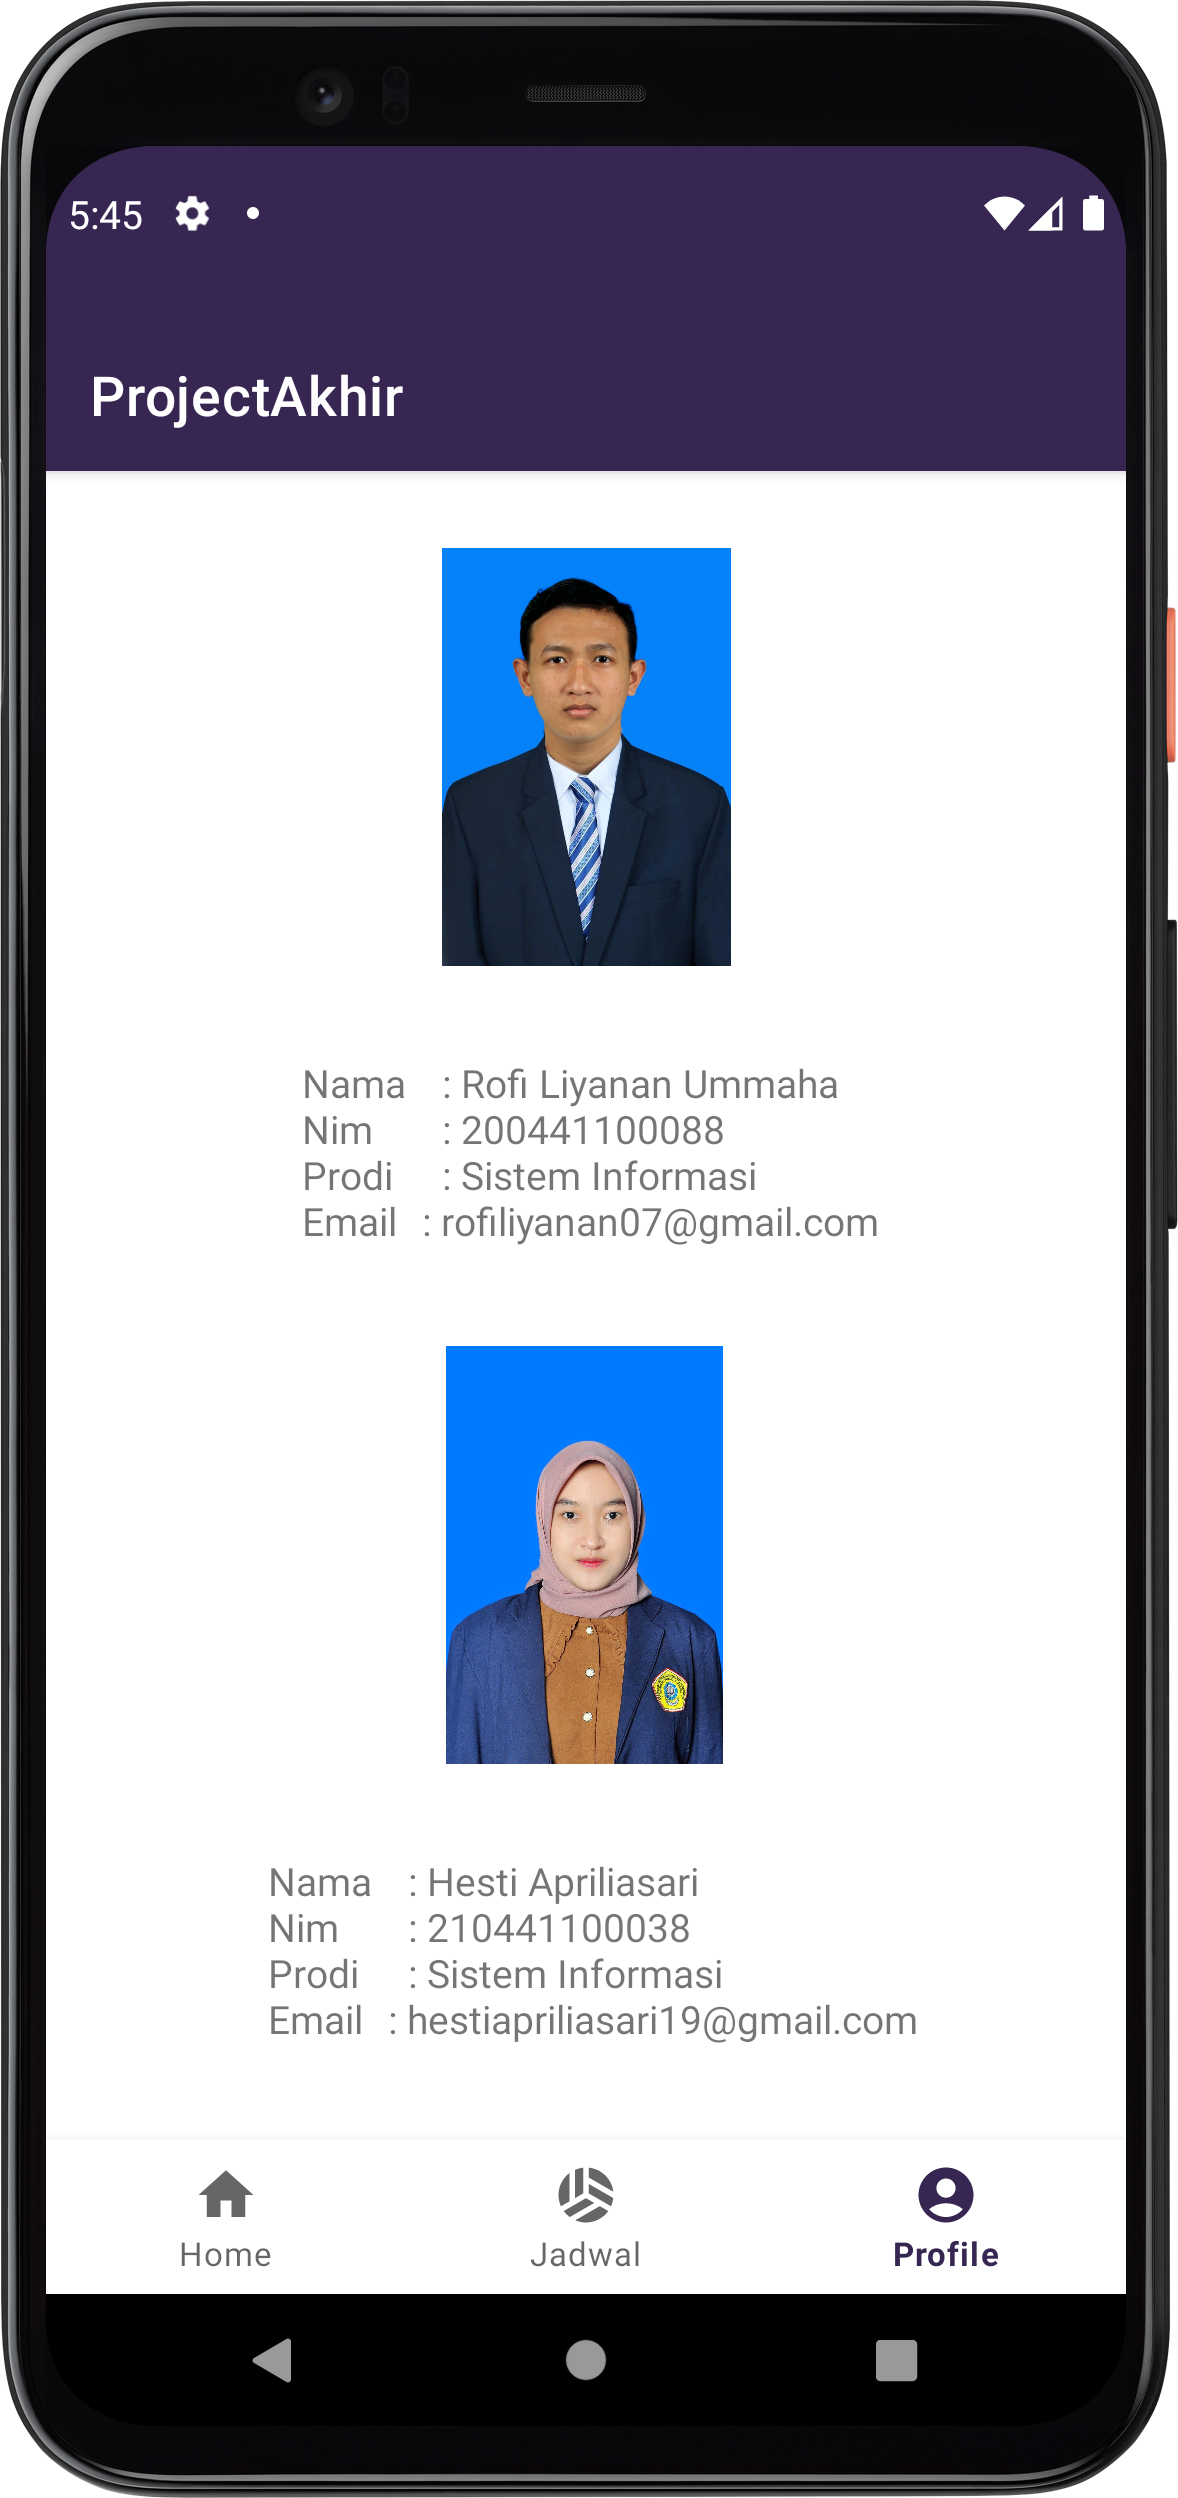 5:45
ProjectAkhir
Nama : Rofi Liyanan Ummaha
Nim : 200441100088
Prodi : Sistem Informasi
Email : rofiliyanan07@gmail.com
Nama : Hesti Apriliasari
Nim : 210441100038
Prodi : Sistem Informasi
Email : hestiapriliasari19@gmail.com
Home
Jadwal
Profile